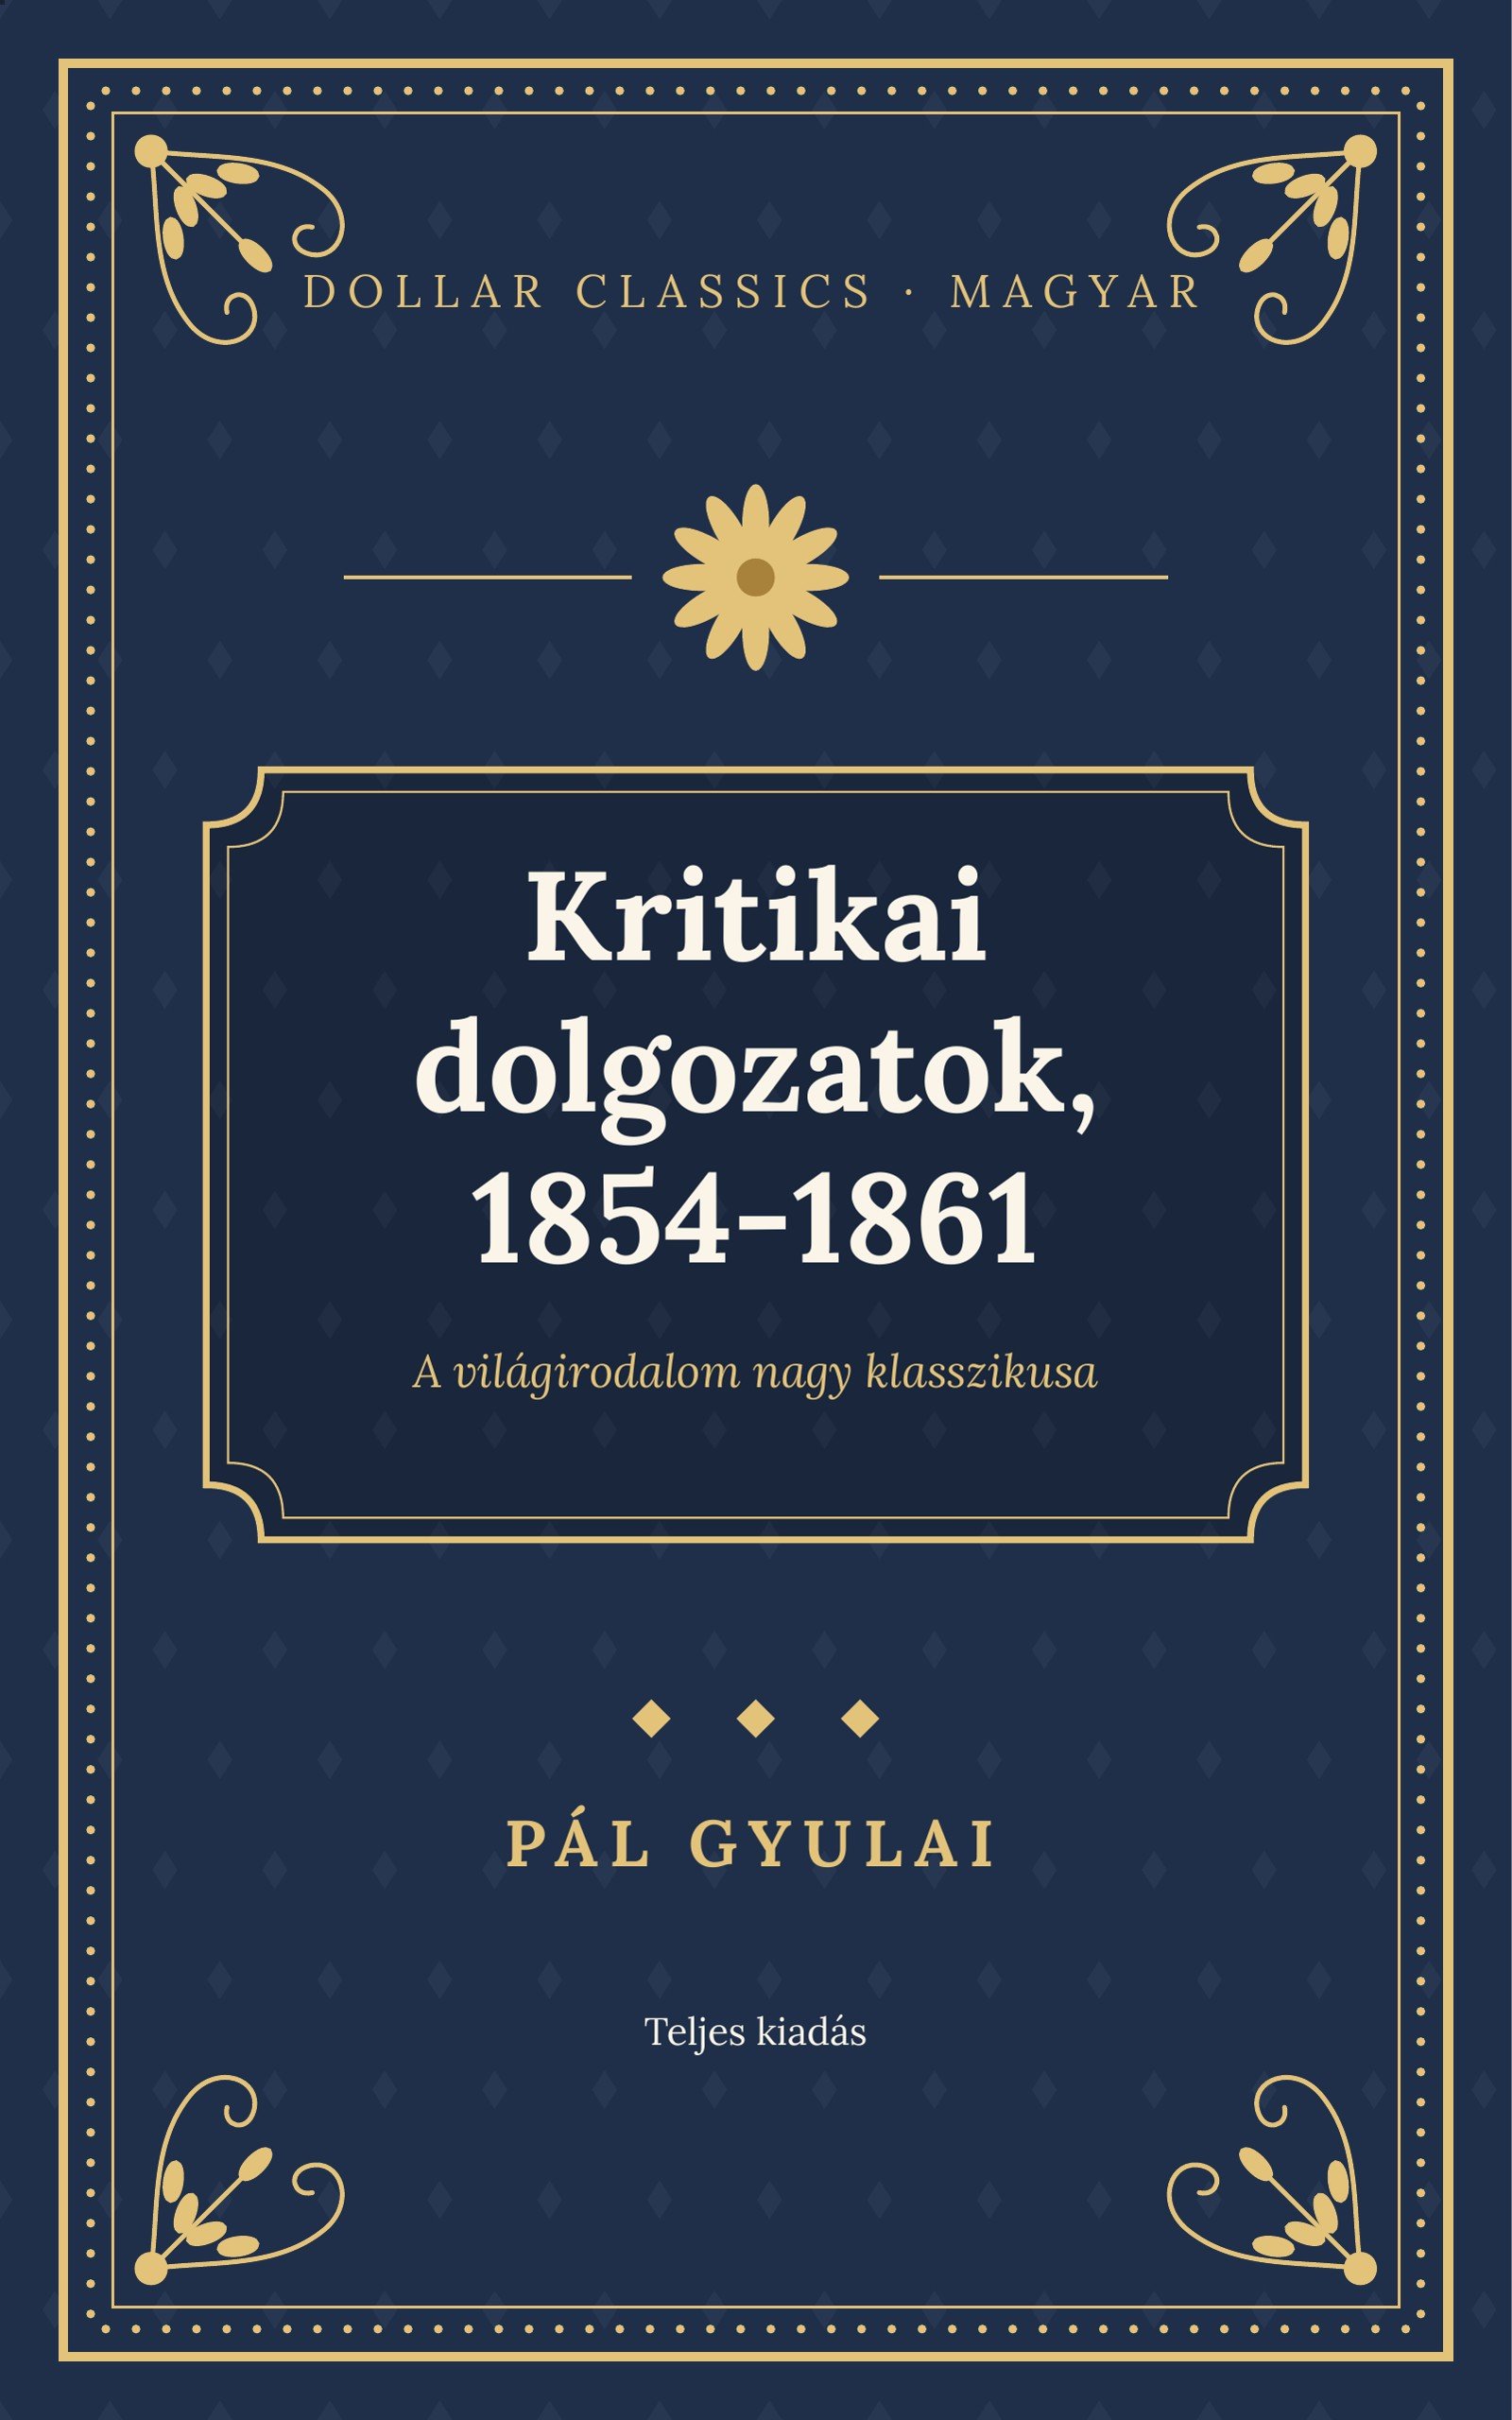 DOLLAR CLASSICS · MAGYAR
Kritikai
dolgozatok,
1854–1861
A világirodalom nagy klasszikusa
PÁL GYULAI
Teljes kiadás